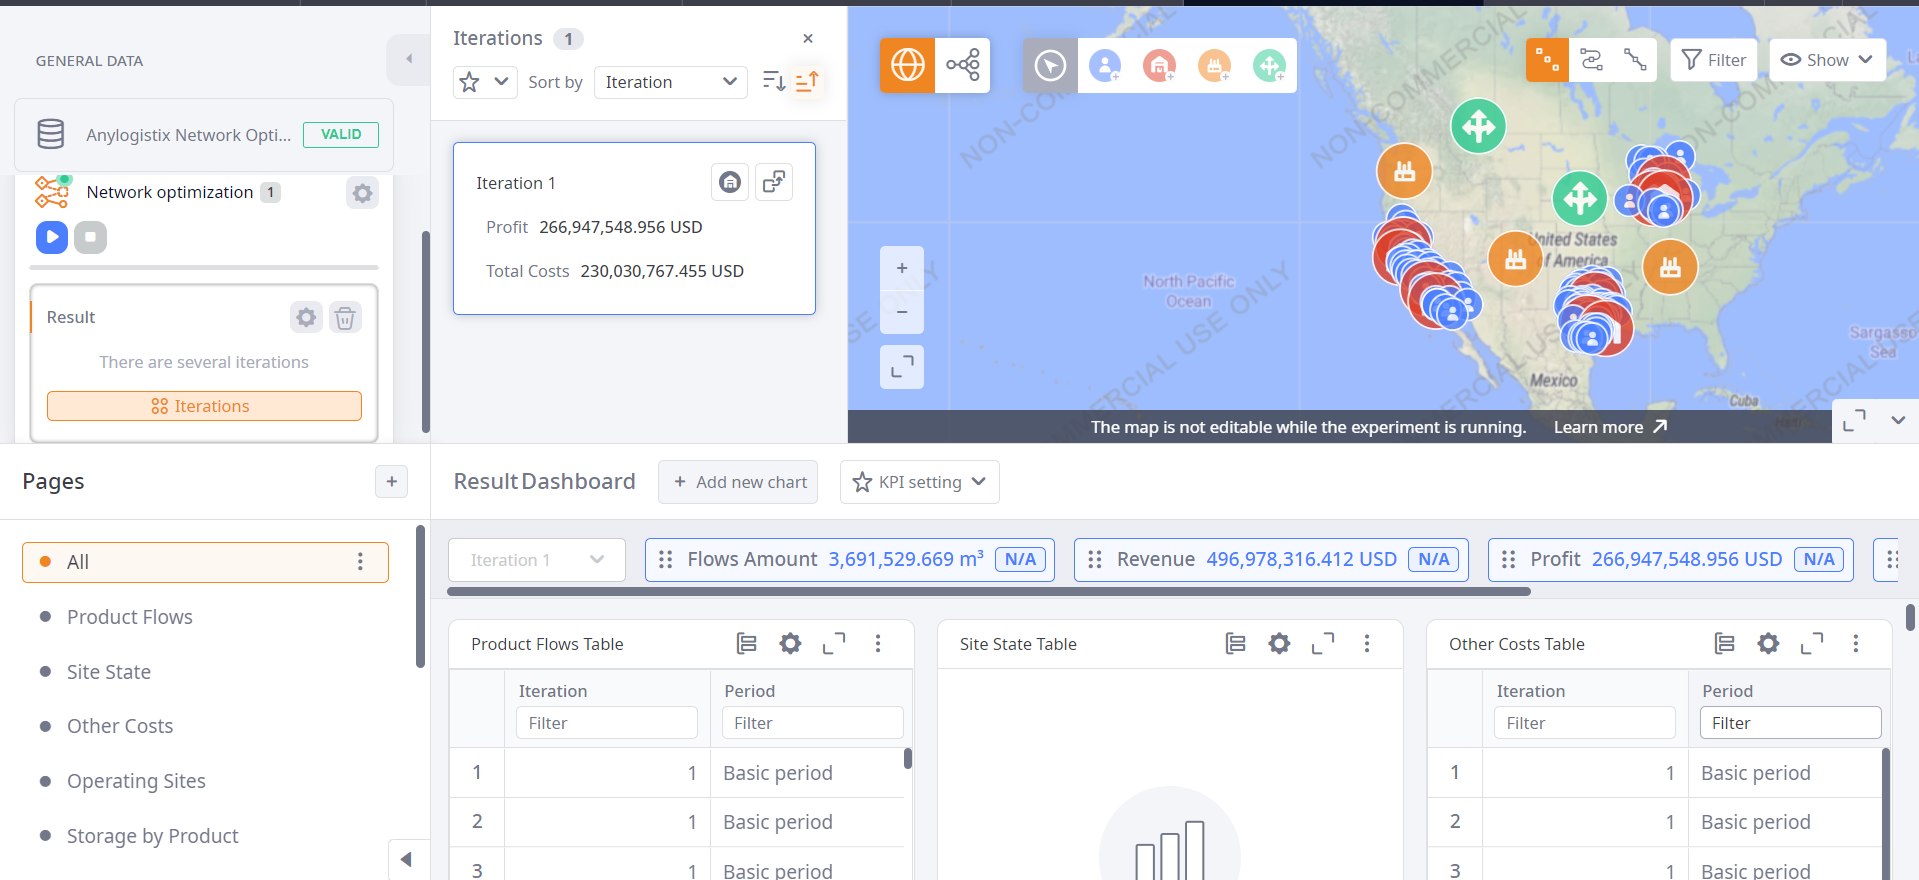 GENERAL DATA
Anylogistix Network Opti... VALID
Network optimization 1
Result
There are several iterations
Iterations
Iterations 1
Sort by Iteration
Iteration 1
Profit 266,947,548.956 USD
Total Costs 230,030,767.455 USD
Filter Show
NON-COMMERCIAL USE ONLY
United States
of America
North Pacific
Ocean
Sargasso
Sea
Mexico
Cuba
Haiti
The map is not editable while the experiment is running. Learn more
Pages
All
Product Flows
Site State
Other Costs
Operating Sites
Storage by Product
Result Dashboard + Add new chart KPI setting
Iteration 1 Flows Amount 3,691,529.669 m³ N/A Revenue 496,978,316.412 USD N/A Profit 266,947,548.956 USD N/A
Product Flows Table
Iteration Period
Filter Filter
1 1 Basic period
2 1 Basic period
3 1 Basic period
Site State Table
Other Costs Table
Iteration Period
Filter Filter
1 1 Basic period
2 1 Basic period
3 1 Basic period